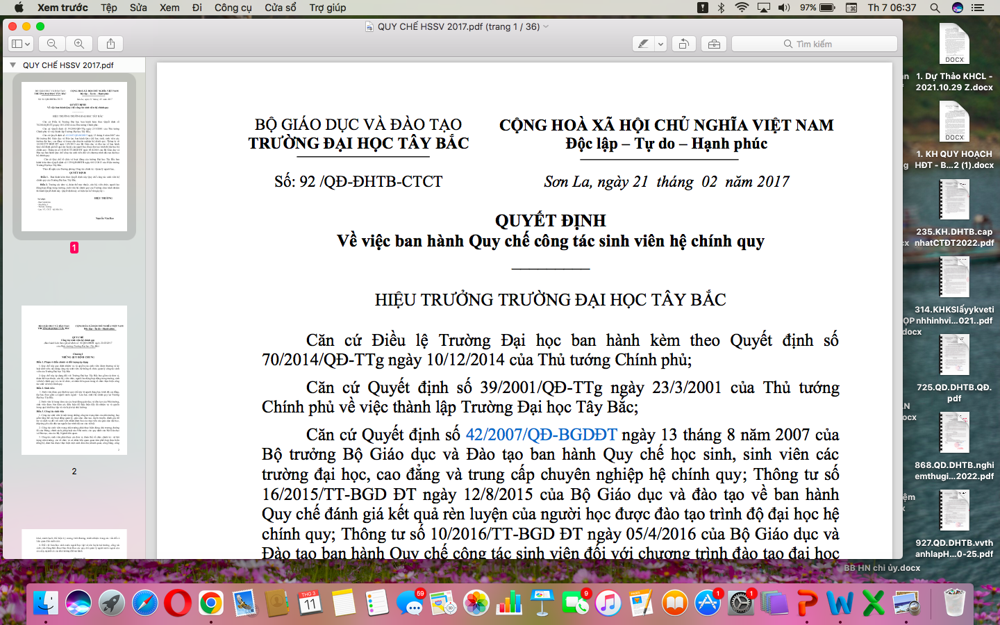 Xem trước Tệp Sửa Xem Đi Công cụ Cửa sổ Trợ giúp 97% Th 7 06:37
QUY CHẾ HSSV 2017.pdf (trang 1 / 36)
Tìm kiếm
QUY CHẾ HSSV 2017.pdf
1
2
BỘ GIÁO DỤC VÀ ĐÀO TẠO
TRƯỜNG ĐẠI HỌC TÂY BẮC
CỘNG HOÀ XÃ HỘI CHỦ NGHĨA VIỆT NAM
Độc lập – Tự do – Hạnh phúc
Số: 92 /QĐ-ĐHTB-CTCT
Sơn La, ngày 21 tháng 02 năm 2017
QUYẾT ĐỊNH
Về việc ban hành Quy chế công tác sinh viên hệ chính quy
HIỆU TRƯỞNG TRƯỜNG ĐẠI HỌC TÂY BẮC
Căn cứ Điều lệ Trường Đại học ban hành kèm theo Quyết định số
70/2014/QĐ-TTg ngày 10/12/2014 của Thủ tướng Chính phủ;
Căn cứ Quyết định số 39/2001/QĐ-TTg ngày 23/3/2001 của Thủ tướng
Chính phủ về việc thành lập Trường Đại học Tây Bắc;
Căn cứ Quyết định số 42/2007/QĐ-BGDĐT ngày 13 tháng 8 năm 2007 của
Bộ trưởng Bộ Giáo dục và Đào tạo ban hành Quy chế học sinh, sinh viên các
trường đại học, cao đẳng và trung cấp chuyên nghiệp hệ chính quy; Thông tư số
16/2015/TT-BGD ĐT ngày 12/8/2015 của Bộ Giáo dục và đào tạo về ban hành
Quy chế đánh giá kết quả rèn luyện của người học được đào tạo trình độ đại học hệ
chính quy; Thông tư số 10/2016/TT-BGD ĐT ngày 05/4/2016 của Bộ Giáo dục và
Đào tạo ban hành Quy chế công tác sinh viên đối với chương trình đào tạo đại học
DOCX
1. Dự Thảo KHCL -
2021.10.29 Z.docx
DOCX
1. KH QUY HOẠCH
HĐT - B...2 (1).docx
235.KH.DHTB.cap
nhatCTĐT2022.pdf
314.KHKSlấyykveti
nhhinhvi...021..pdf
725.QD.DHTB.QĐ.
pdf
868.QD.DHTB.nghi
emthugi...2022.pdf
927.QD.DHTB.vvth
anhlapH...0-25.pdf
BB HN chi ủy.docx
THG 3
11
59
9
1
1